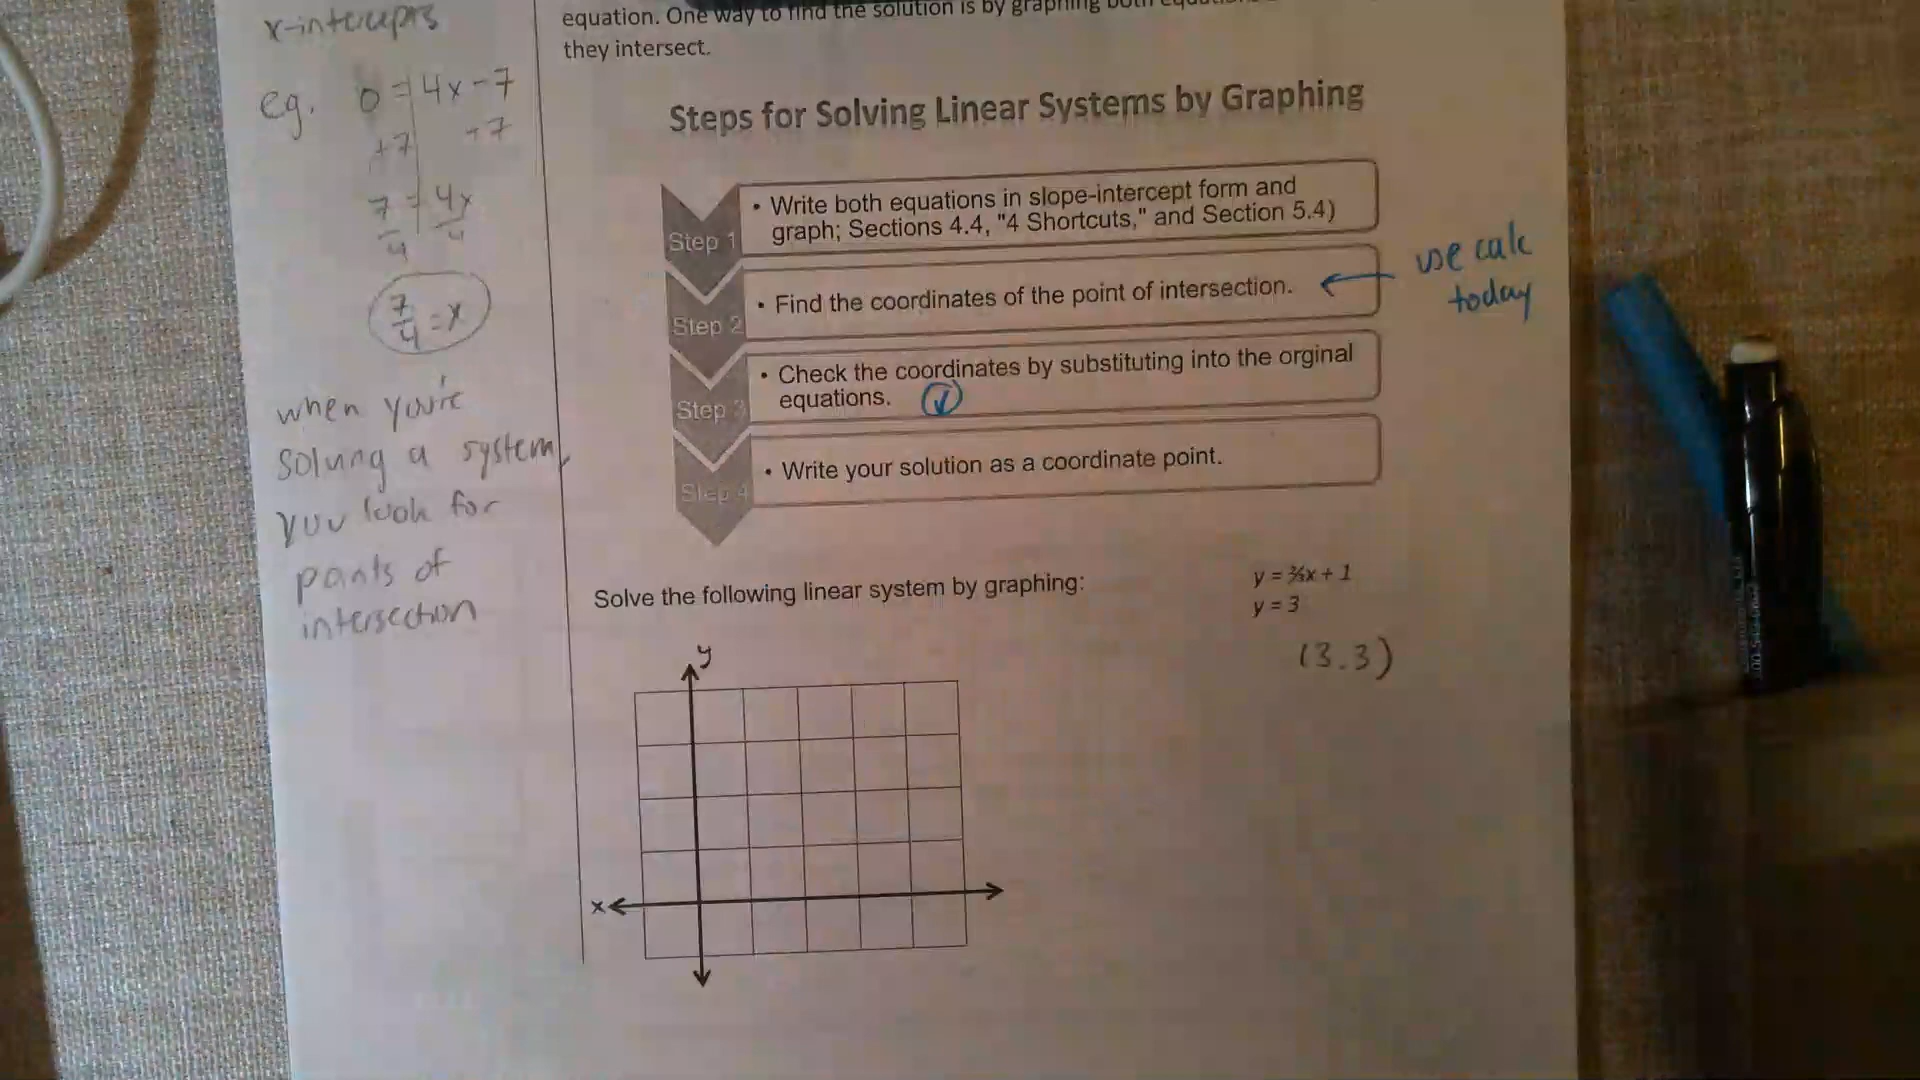 x-intercepts
eg. 0 = 4x - 7
+7 +7
7 = 4x
4 4
7/4 = x
when you're
solving a system,
you look for
points of
intersection
equation. One way to find the solution is by graphing both
they intersect.
Steps for Solving Linear Systems by Graphing
Step 1
• Write both equations in slope-intercept form and
graph; Sections 4.4, "4 Shortcuts," and Section 5.4)
Step 2
• Find the coordinates of the point of intersection.
use calc
today
Step 3
• Check the coordinates by substituting into the orginal
equations.
Step 4
• Write your solution as a coordinate point.
Solve the following linear system by graphing:
y = ⅔x + 1
y = 3
(3.3)
y
x